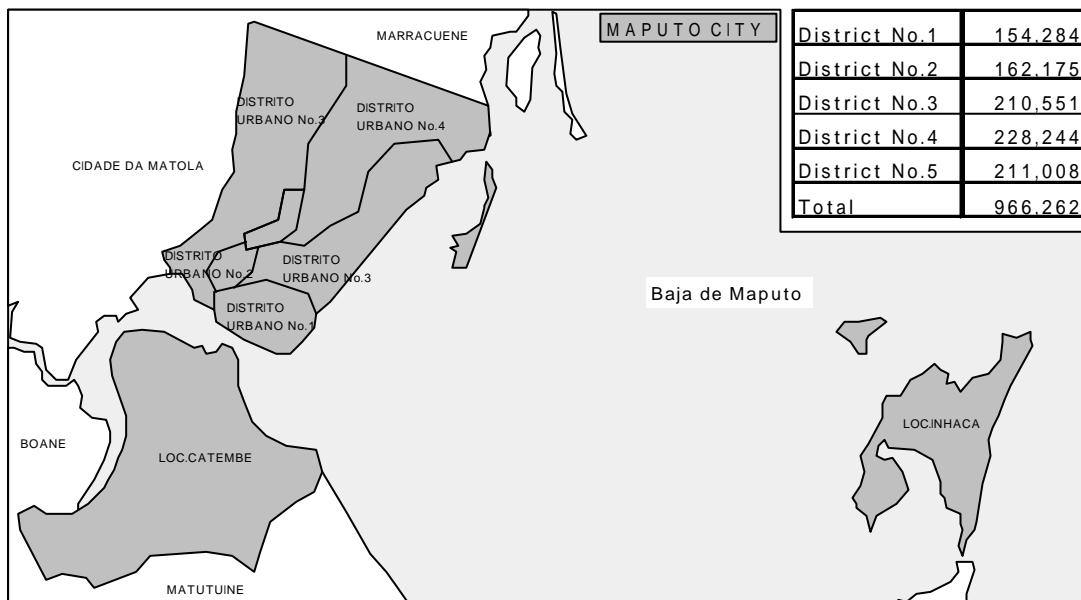 MARRACUENE
MAPUTO CITY
District No.1 154,284
District No.2 162,175
District No.3 210,551
District No.4 228,244
District No.5 211,008
Total 966,262
DISTRITO
URBANO No.3
DISTRITO
URBANO No.4
CIDADE DA MATOLA
DISTRITO
URBANO No.2
DISTRITO
URBANO No.3
DISTRITO
URBANO No.1
Baja de Maputo
LOC.INHACA
BOANE
LOC.CATEMBE
MATUTUINE